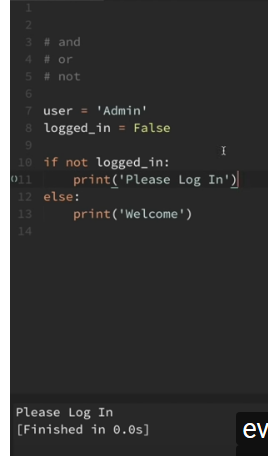 1
2
3 # and
4 # or
5 # not
6
7 user = 'Admin'
8 logged_in = False
9
10 if not logged_in:
11     print('Please Log In')
12 else:
13     print('Welcome')
14
Please Log In
[Finished in 0.0s]
ev